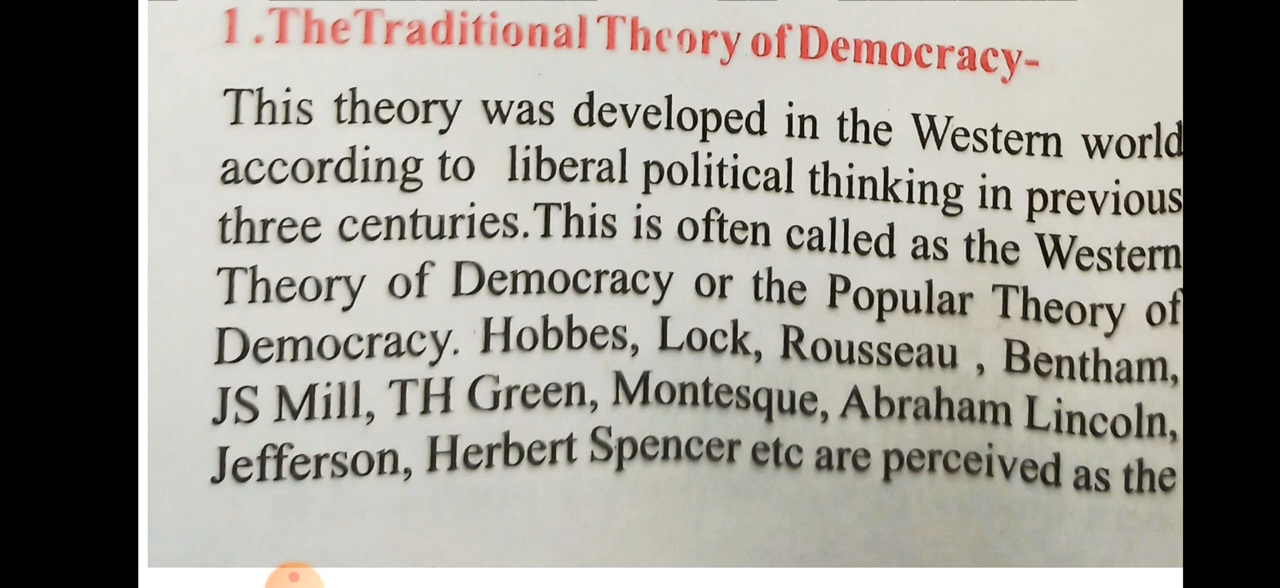 1.TheTraditional Theory of Democracy-
This theory was developed in the Western world
according to liberal political thinking in previous
three centuries.This is often called as the Western
Theory of Democracy or the Popular Theory of
Democracy. Hobbes, Lock, Rousseau , Bentham,
JS Mill, TH Green, Montesque, Abraham Lincoln,
Jefferson, Herbert Spencer etc are perceived as the